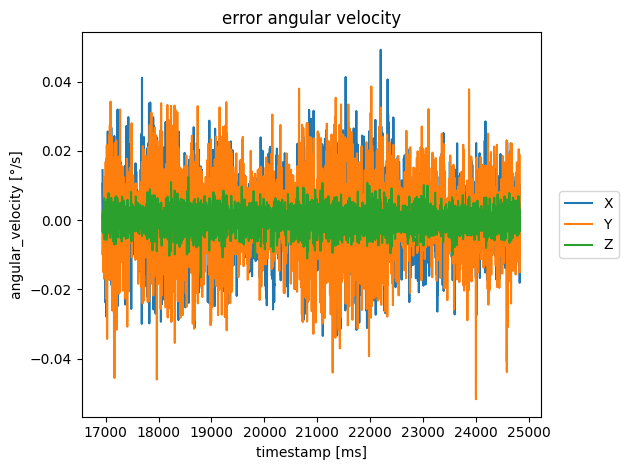 error angular velocity
angular_velocity [°/s]
0.04
0.02
0.00
−0.02
−0.04
17000 18000 19000 20000 21000 22000 23000 24000 25000
timestamp [ms]
X
Y
Z